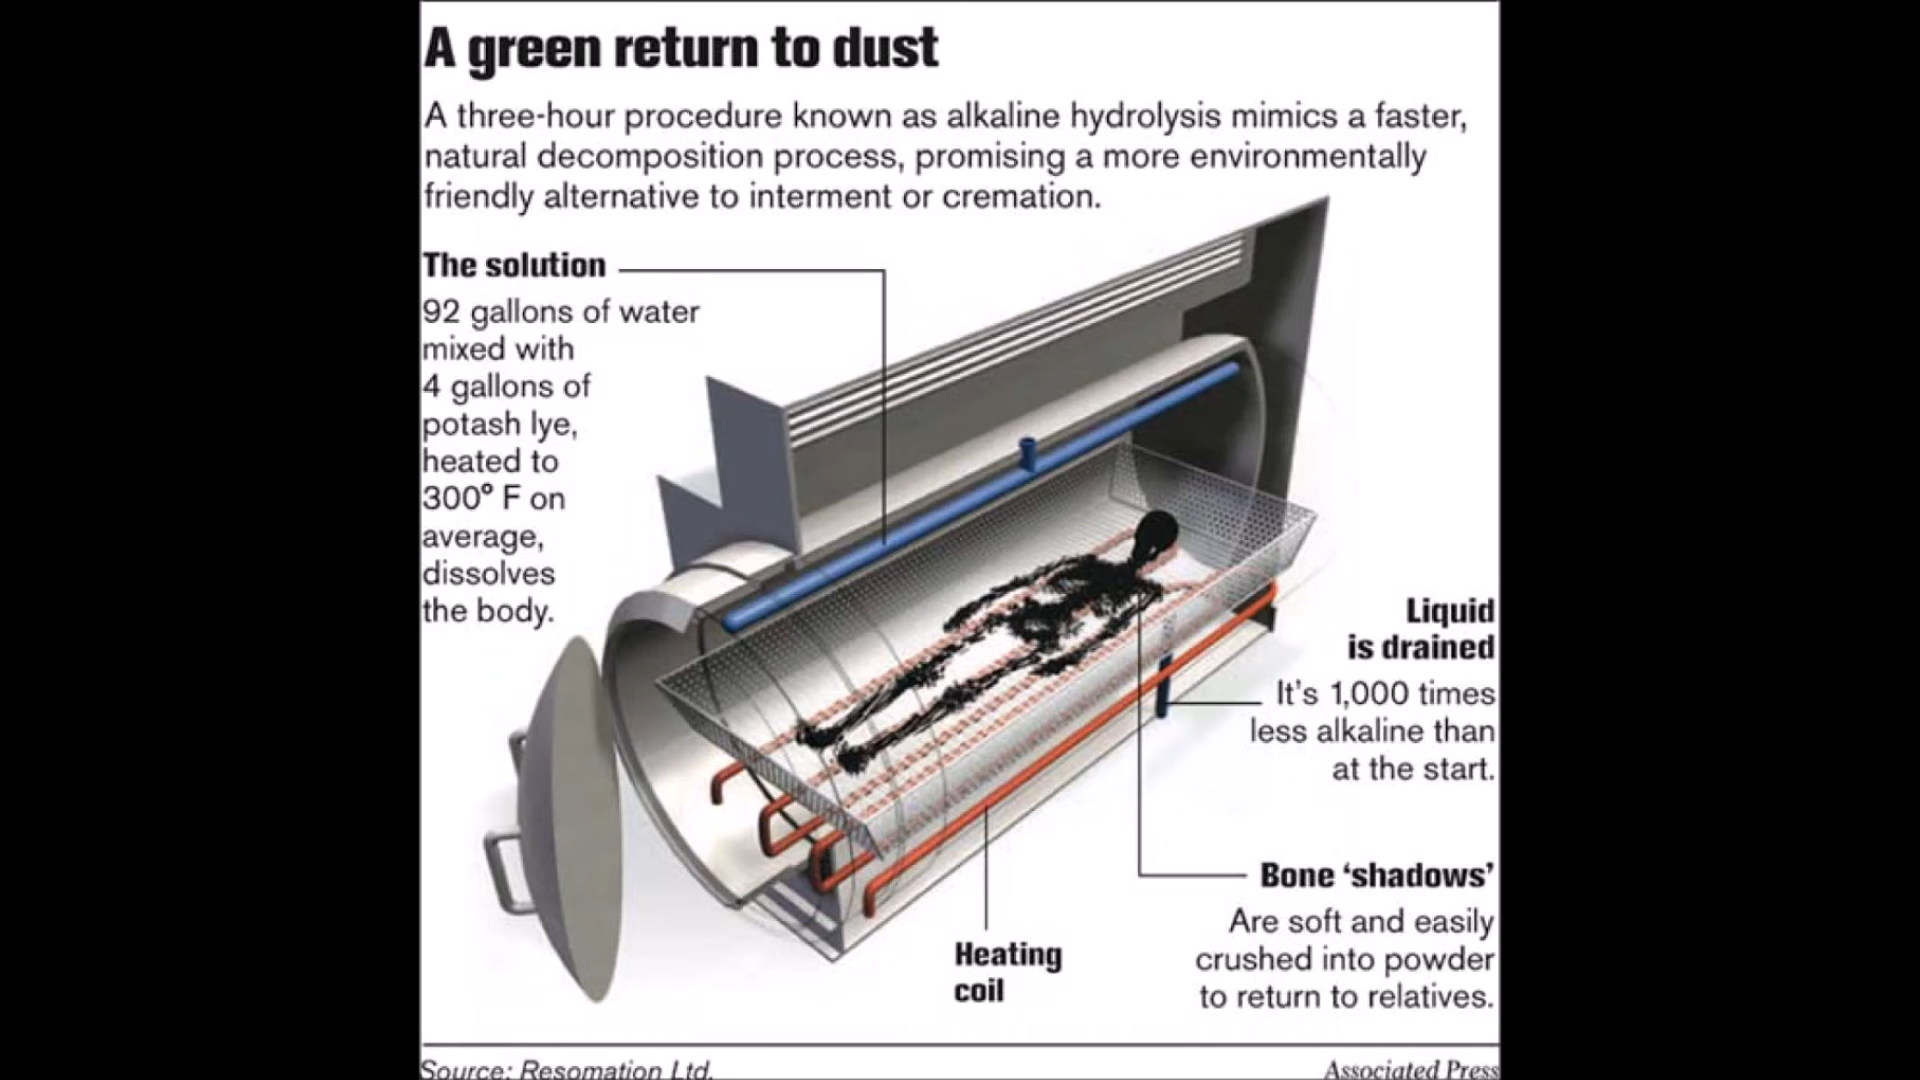 A green return to dust
A three-hour procedure known as alkaline hydrolysis mimics a faster,
natural decomposition process, promising a more environmentally
friendly alternative to interment or cremation.
The solution
92 gallons of water
mixed with
4 gallons of
potash lye,
heated to
300° F on
average,
dissolves
the body.
Liquid
is drained
It's 1,000 times
less alkaline than
at the start.
Bone ‘shadows’
Are soft and easily
crushed into powder
to return to relatives.
Heating
coil
Source: Resomation Ltd.
Associated Press